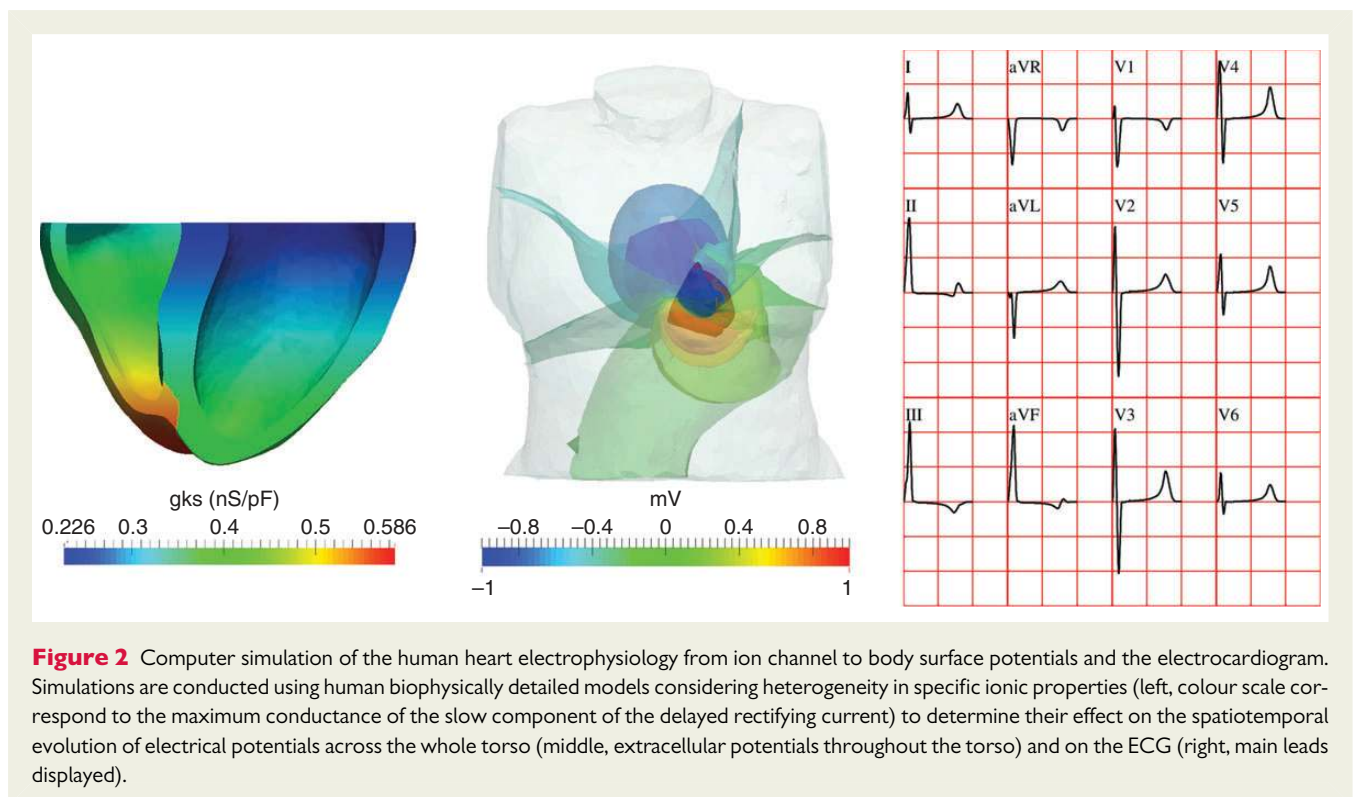 gks (nS/pF)
0.226 0.3 0.4 0.5 0.586
mV
−0.8 −0.4 0 0.4 0.8
−1 1
I aVR V1 V4
II aVL V2 V5
III aVF V3 V6
Figure 2 Computer simulation of the human heart electrophysiology from ion channel to body surface potentials and the electrocardiogram.
Simulations are conducted using human biophysically detailed models considering heterogeneity in specific ionic properties (left, colour scale cor-
respond to the maximum conductance of the slow component of the delayed rectifying current) to determine their effect on the spatiotemporal
evolution of electrical potentials across the whole torso (middle, extracellular potentials throughout the torso) and on the ECG (right, main leads
displayed).